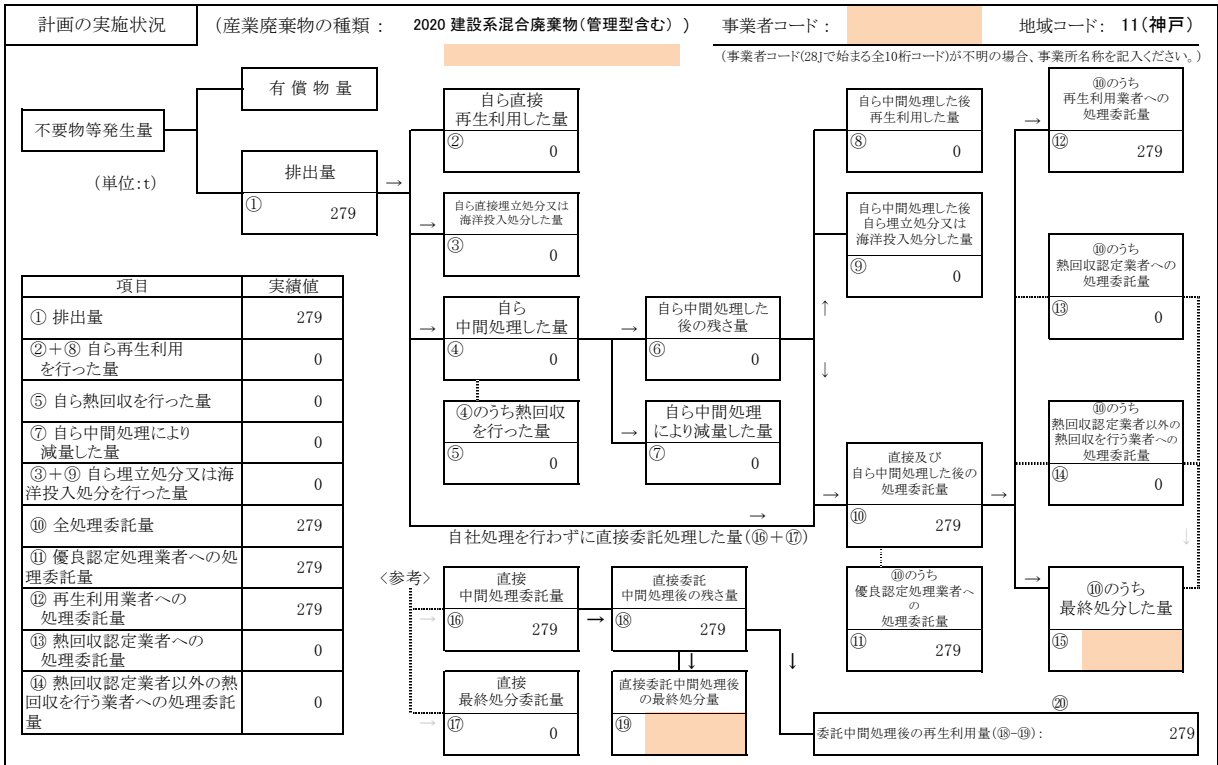 計画の実施状況
(産業廃棄物の種類： 2020 建設系混合廃棄物(管理型含む) )
事業者コード：
地域コード： 11(神戸)
(事業者コード(28Jで始まる全10桁コード)が不明の場合、事業所名称を記入ください。)
不要物等発生量
(単位:t)
有償物量
排出量
→
① 279
自ら直接
再生利用した量
② 0
→
自ら直接埋立処分又は
海洋投入処分した量
③ 0
→
自ら
中間処理した量
④ 0
④のうち熱回収
を行った量
⑤ 0
→
自ら中間処理した
後の残さ量
⑥ 0
→
自ら中間処理
により減量した量
⑦ 0
自ら中間処理した後
再生利用した量
⑧ 0
自ら中間処理した後
自ら埋立処分又は
海洋投入処分した量
⑨ 0
↑
↓
→
自社処理を行わずに直接委託処理した量(⑯+⑰)
→
直接及び
自ら中間処理した後の
処理委託量
⑩ 279
→
⑩のうち
優良認定処理業者へ
の
処理委託量
⑪ 279
→
⑩のうち
再生利用業者への
処理委託量
⑫ 279
⑩のうち
熱回収認定業者への
処理委託量
⑬ 0
⑩のうち
熱回収認定業者以外の
熱回収を行う業者への
処理委託量
⑭ 0
↓
→
⑩のうち
最終処分した量
⑮
項目 実績値
① 排出量 279
②+⑧ 自ら再生利用
を行った量 0
⑤ 自ら熱回収を行った量 0
⑦ 自ら中間処理により
減量した量 0
③+⑨ 自ら埋立処分又は海
洋投入処分を行った量 0
⑩ 全処理委託量 279
⑪ 優良認定処理業者への処
理委託量 279
⑫ 再生利用業者への
処理委託量 279
⑬ 熱回収認定業者への
処理委託量 0
⑭ 熱回収認定業者以外の熱
回収を行う業者への処理委託
量 0
〈参考〉
→
直接
中間処理委託量
⑯ 279
→
直接委託
中間処理後の残さ量
⑱ 279
↓
↓
→
直接
最終処分委託量
⑰ 0
直接委託中間処理後
の最終処分量
⑲
⑳
委託中間処理後の再生利用量(⑱-⑲)： 279